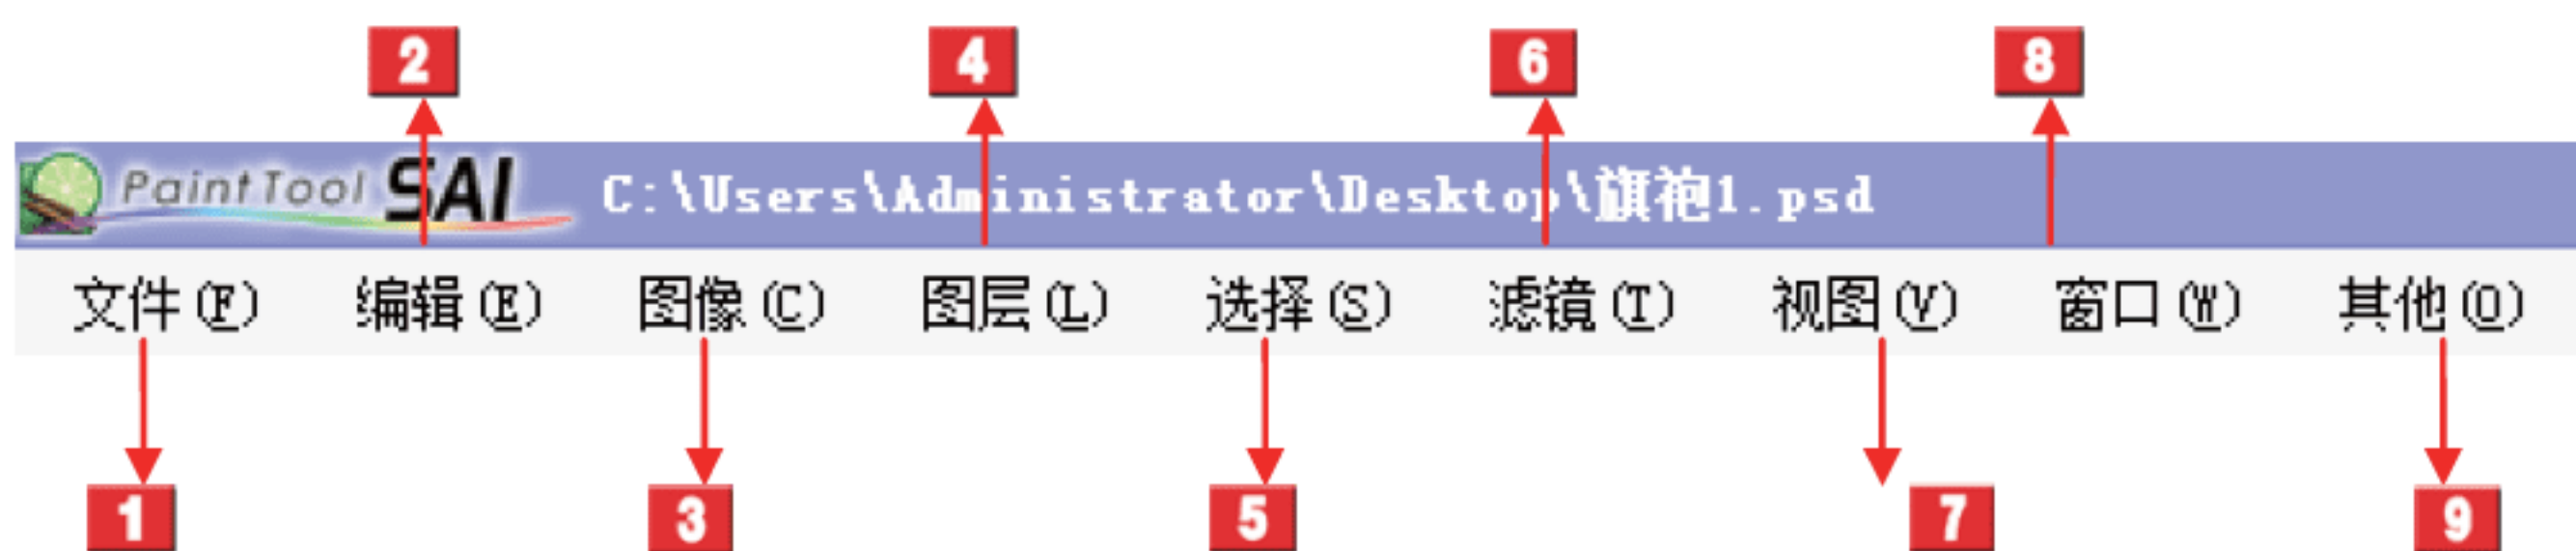 2 4 6 8
PaintTool SAI C:\Users\Administrator\Desktop\旗袍1.psd
文件(F) 编辑(E) 图像(C) 图层(L) 选择(S) 滤镜(T) 视图(V) 窗口(W) 其他(O)
1 3 5 7 9